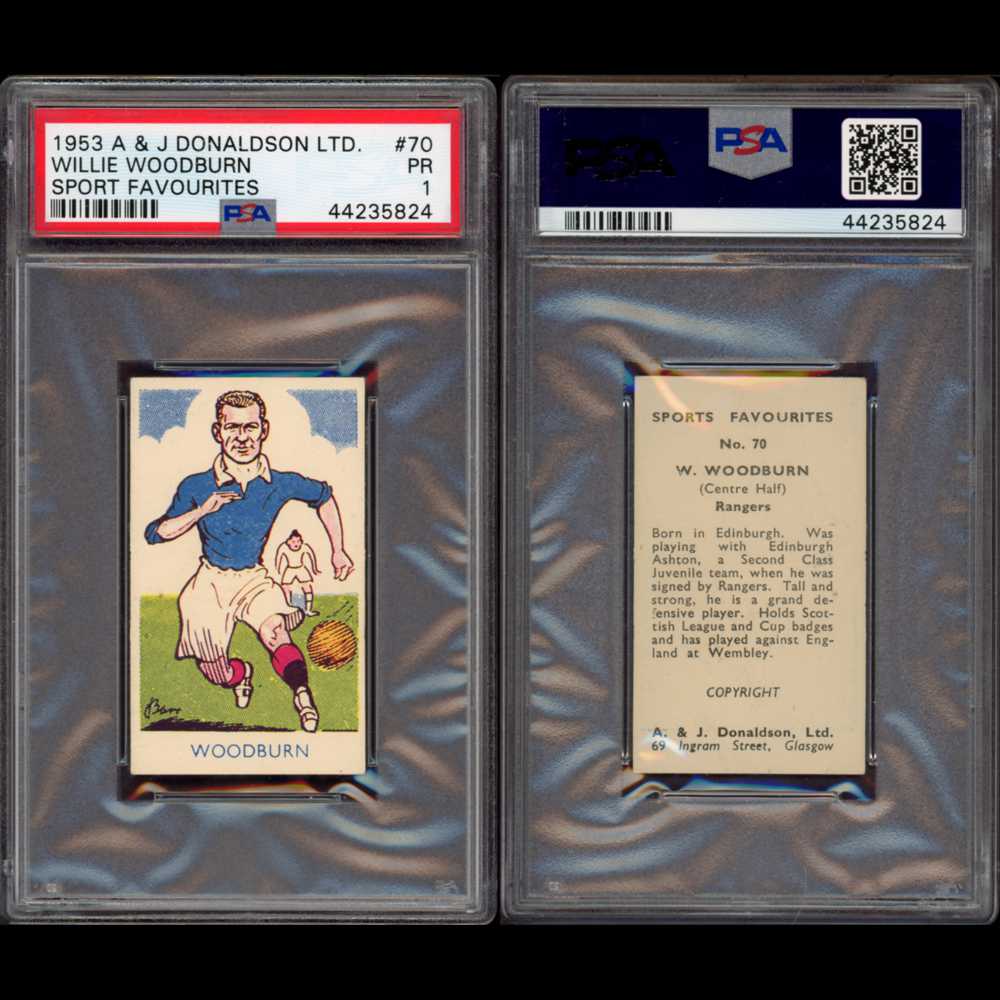 1953 A & J DONALDSON LTD. #70
WILLIE WOODBURN PR
SPORT FAVOURITES 1
PSA 44235824
WOODBURN
PSA PSA
44235824
SPORTS FAVOURITES
No. 70
W. WOODBURN
(Centre Half)
Rangers
Born in Edinburgh. Was
playing with Edinburgh
Ashton, a Second Class
Juvenile team, when he was
signed by Rangers. Tall and
strong, he is a grand de-
fensive player. Holds Scot-
tish League and Cup badges
and has played against Eng-
land at Wembley.
COPYRIGHT
A. & J. Donaldson, Ltd.
69 Ingram Street, Glasgow